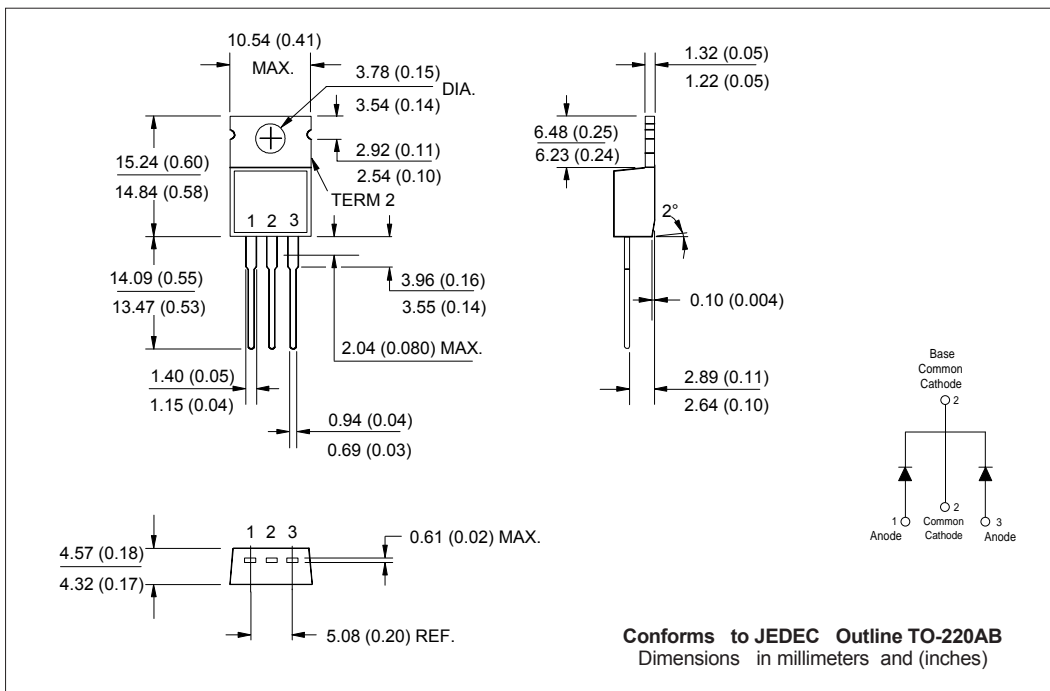 10.54 (0.41)
MAX.
3.78 (0.15)
3.54 (0.14)
DIA.
15.24 (0.60)
14.84 (0.58)
2.92 (0.11)
2.54 (0.10)
TERM 2
1 2 3
14.09 (0.55)
13.47 (0.53)
3.96 (0.16)
3.55 (0.14)
2.04 (0.080) MAX.
1.40 (0.05)
1.15 (0.04)
0.94 (0.04)
0.69 (0.03)
1.32 (0.05)
1.22 (0.05)
6.48 (0.25)
6.23 (0.24)
2°
0.10 (0.004)
2.89 (0.11)
2.64 (0.10)
Base
Common
Cathode
2
1
Anode
2
Common
Cathode
3
Anode
1 2 3
4.57 (0.18)
4.32 (0.17)
0.61 (0.02) MAX.
5.08 (0.20) REF.
Conforms to JEDEC Outline TO-220AB
Dimensions in millimeters and (inches)